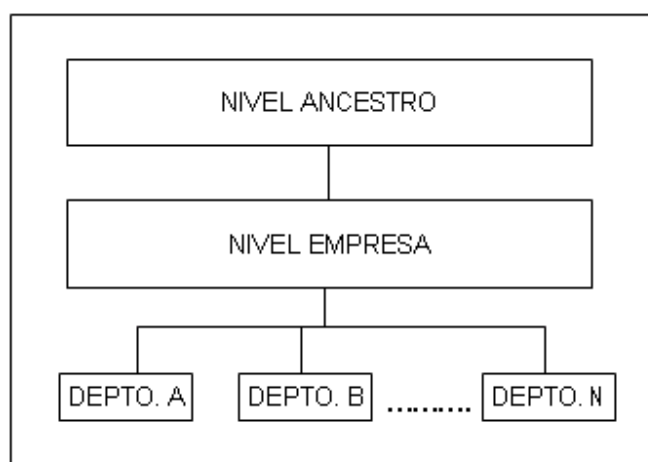 NIVEL ANCESTRO
NIVEL EMPRESA
DEPTO. A DEPTO. B .......... DEPTO. N